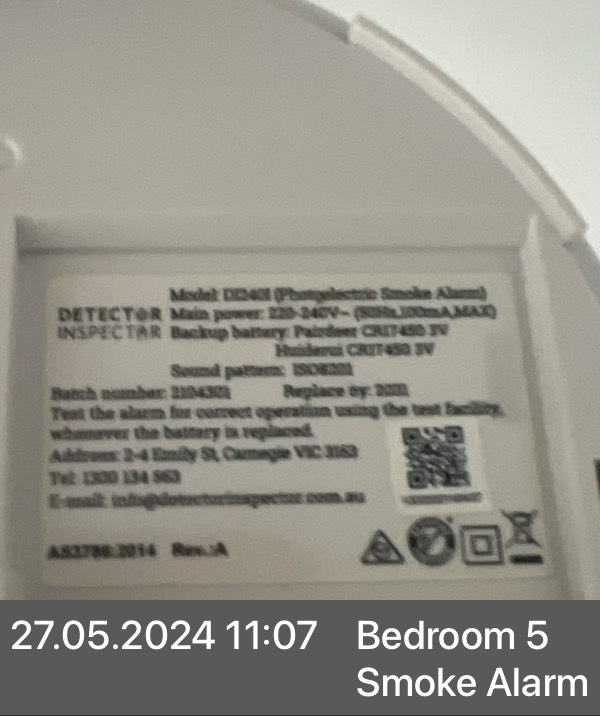 Model: DI240I (Photoelectric Smoke Alarm)
DETECTOR Main power: 220-240V~ (50Hz,100mA,MAX)
INSPECTOR Backup battery: Pairdeer CR17450 3V
Huiderui CR17450 3V
Sound pattern: ISO8201
Batch number: Replace by: 2031
Test the alarm for correct operation using the test facility,
whenever the battery is replaced.
Address: 2-4 Emily St, Carnegie VIC 3163
Tel: 1300 134 563
E-mail: info@detectorinspector.com.au
AS3786:2014 Rev.:A
27.05.2024 11:07 Bedroom 5
Smoke Alarm